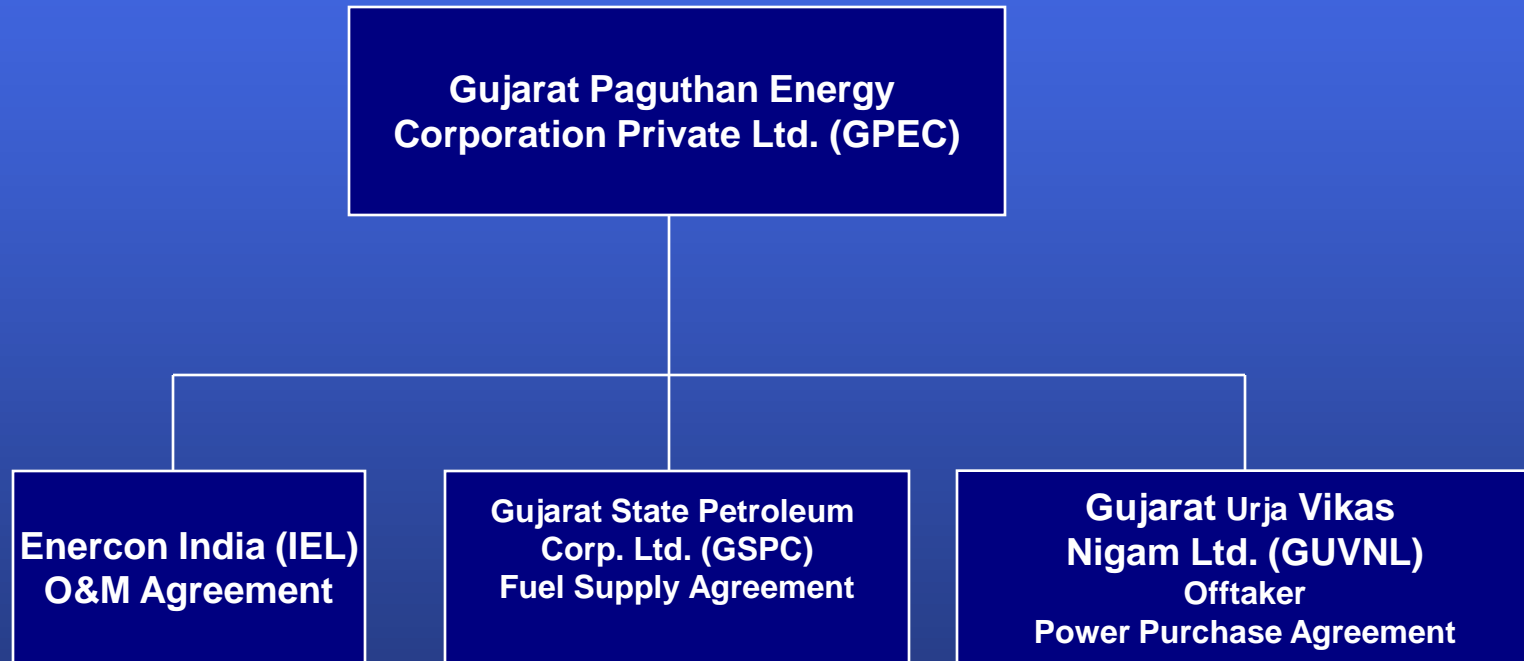 Gujarat Paguthan Energy
Corporation Private Ltd. (GPEC)
Enercon India (IEL)
O&M Agreement
Gujarat State Petroleum
Corp. Ltd. (GSPC)
Fuel Supply Agreement
Gujarat Urja Vikas
Nigam Ltd. (GUVNL)
Offtaker
Power Purchase Agreement